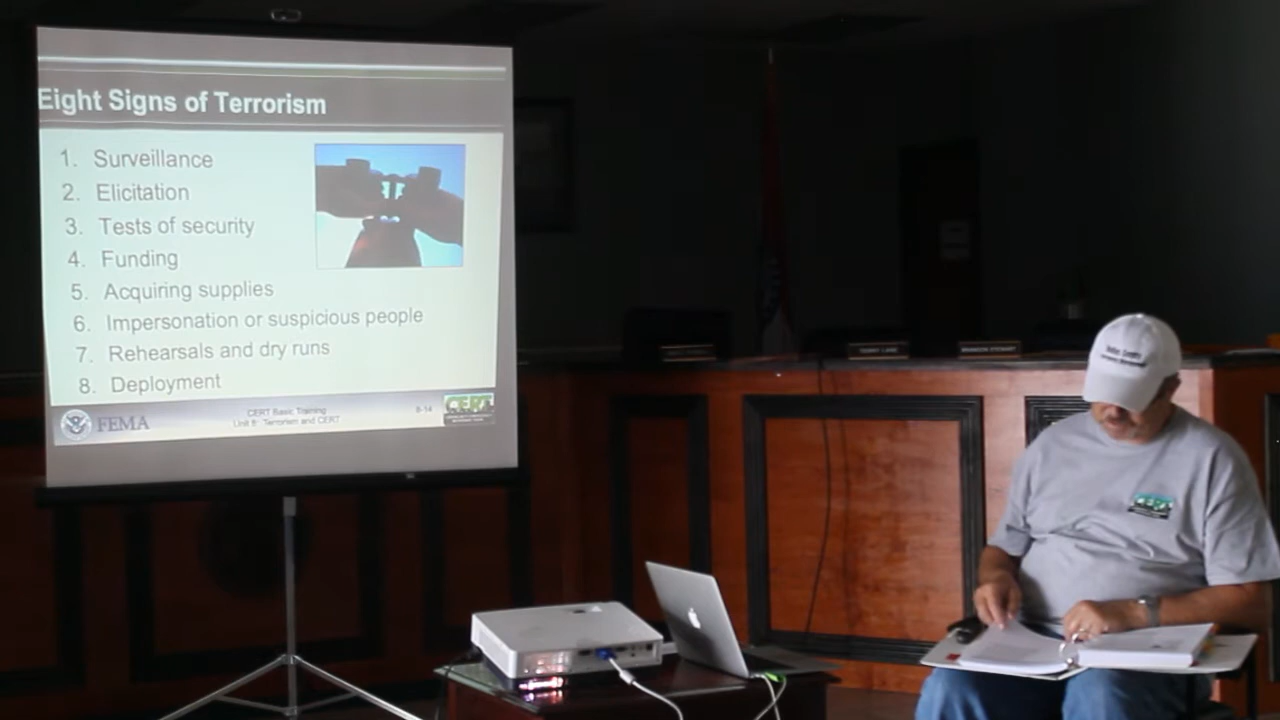 Eight Signs of Terrorism
1. Surveillance
2. Elicitation
3. Tests of security
4. Funding
5. Acquiring supplies
6. Impersonation or suspicious people
7. Rehearsals and dry runs
8. Deployment
FEMA
CERT Basic Training
Unit 8: Terrorism and CERT
8-14
CERT